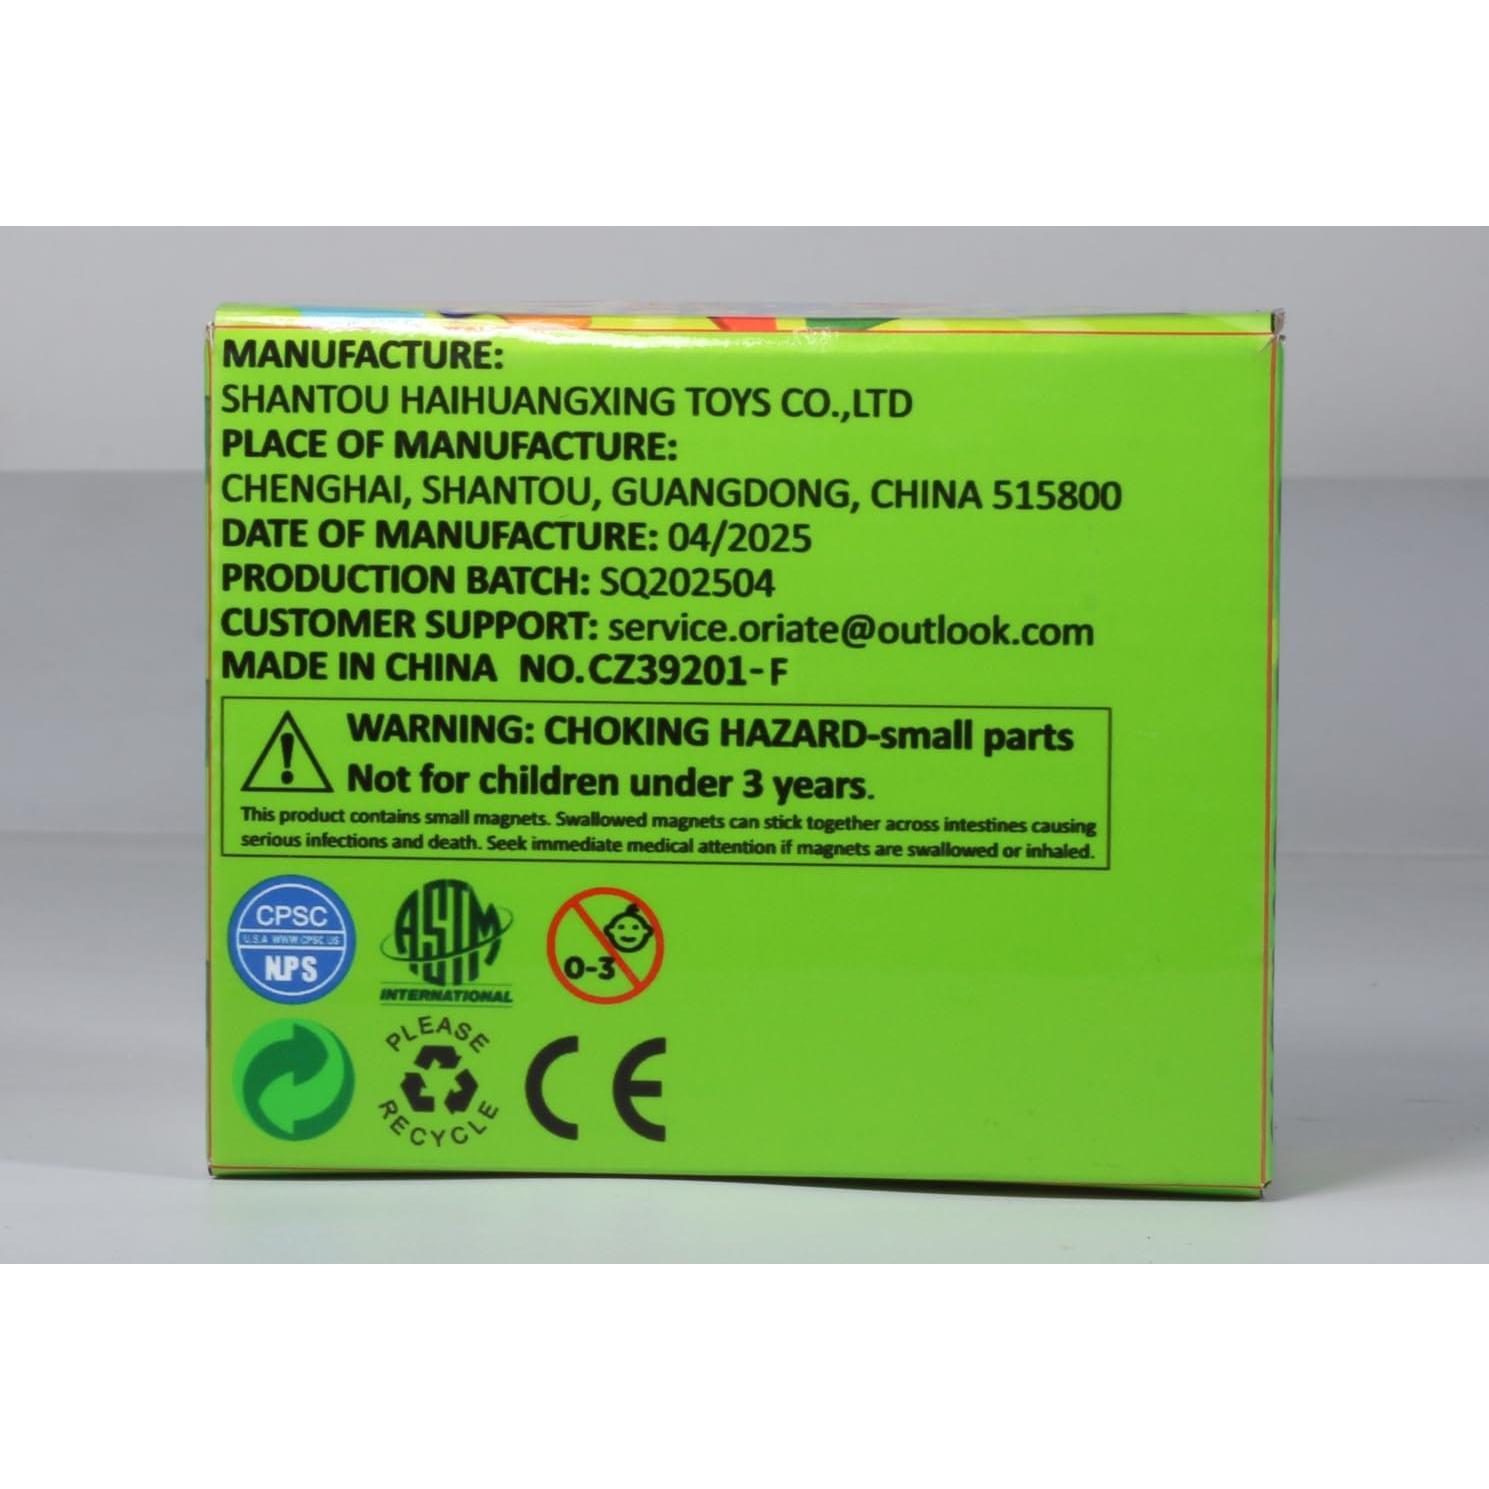 MANUFACTURE:
SHANTOU HAIHUANGXING TOYS CO.,LTD
PLACE OF MANUFACTURE:
CHENGHAI, SHANTOU, GUANGDONG, CHINA 515800
DATE OF MANUFACTURE: 04/2025
PRODUCTION BATCH: SQ202504
CUSTOMER SUPPORT: service.oriate@outlook.com
MADE IN CHINA NO.CZ39201-F
WARNING: CHOKING HAZARD-small parts
Not for children under 3 years.
This product contains small magnets. Swallowed magnets can stick together across intestines causing
serious infections and death. Seek immediate medical attention if magnets are swallowed or inhaled.
CPSC
U.S.A WWW.CPSC.US
N.P S
ASTM
INTERNATIONAL
0-3
PLEASE
RECYCLE
CE